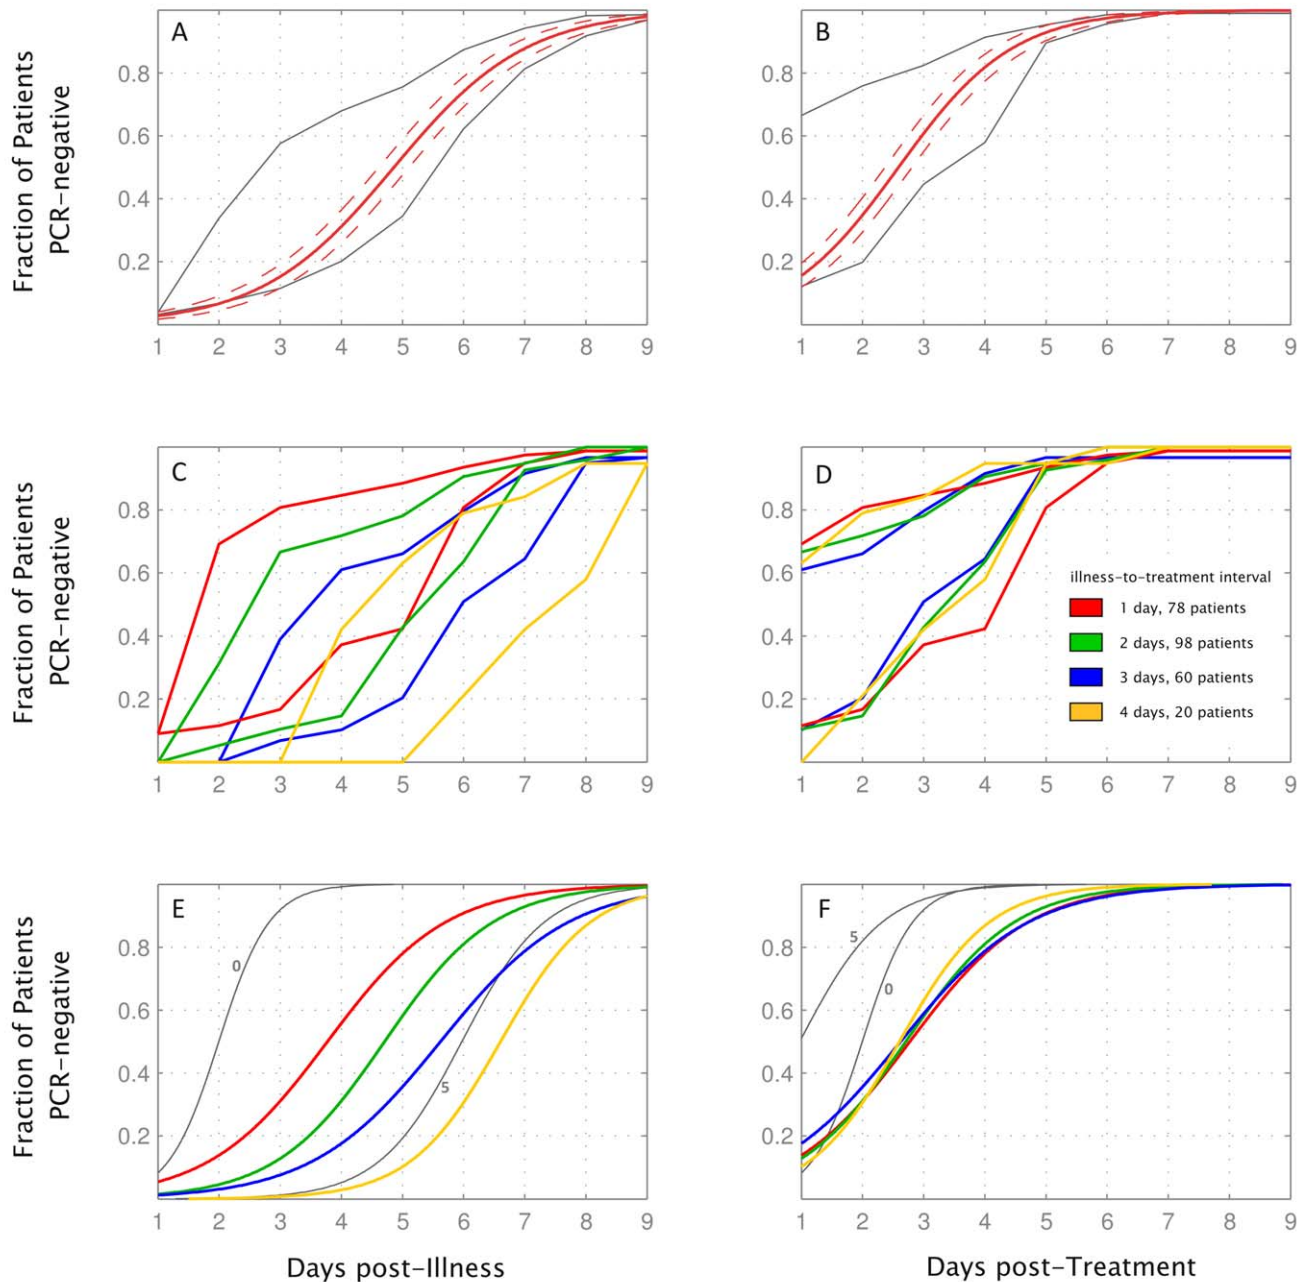 A
B
Fraction of Patients
PCR-negative
0.8
0.6
0.4
0.2
1 2 3 4 5 6 7 8 9
0.8
0.6
0.4
0.2
1 2 3 4 5 6 7 8 9
C
D
Fraction of Patients
PCR-negative
0.8
0.6
0.4
0.2
1 2 3 4 5 6 7 8 9
0.8
0.6
0.4
0.2
1 2 3 4 5 6 7 8 9
illness-to-treatment interval
1 day, 78 patients
2 days, 98 patients
3 days, 60 patients
4 days, 20 patients
E
F
Fraction of Patients
PCR-negative
0.8
0.6
0.4
0.2
0
5
1 2 3 4 5 6 7 8 9
Days post-Illness
0.8
0.6
0.4
0.2
5
0
1 2 3 4 5 6 7 8 9
Days post-Treatment